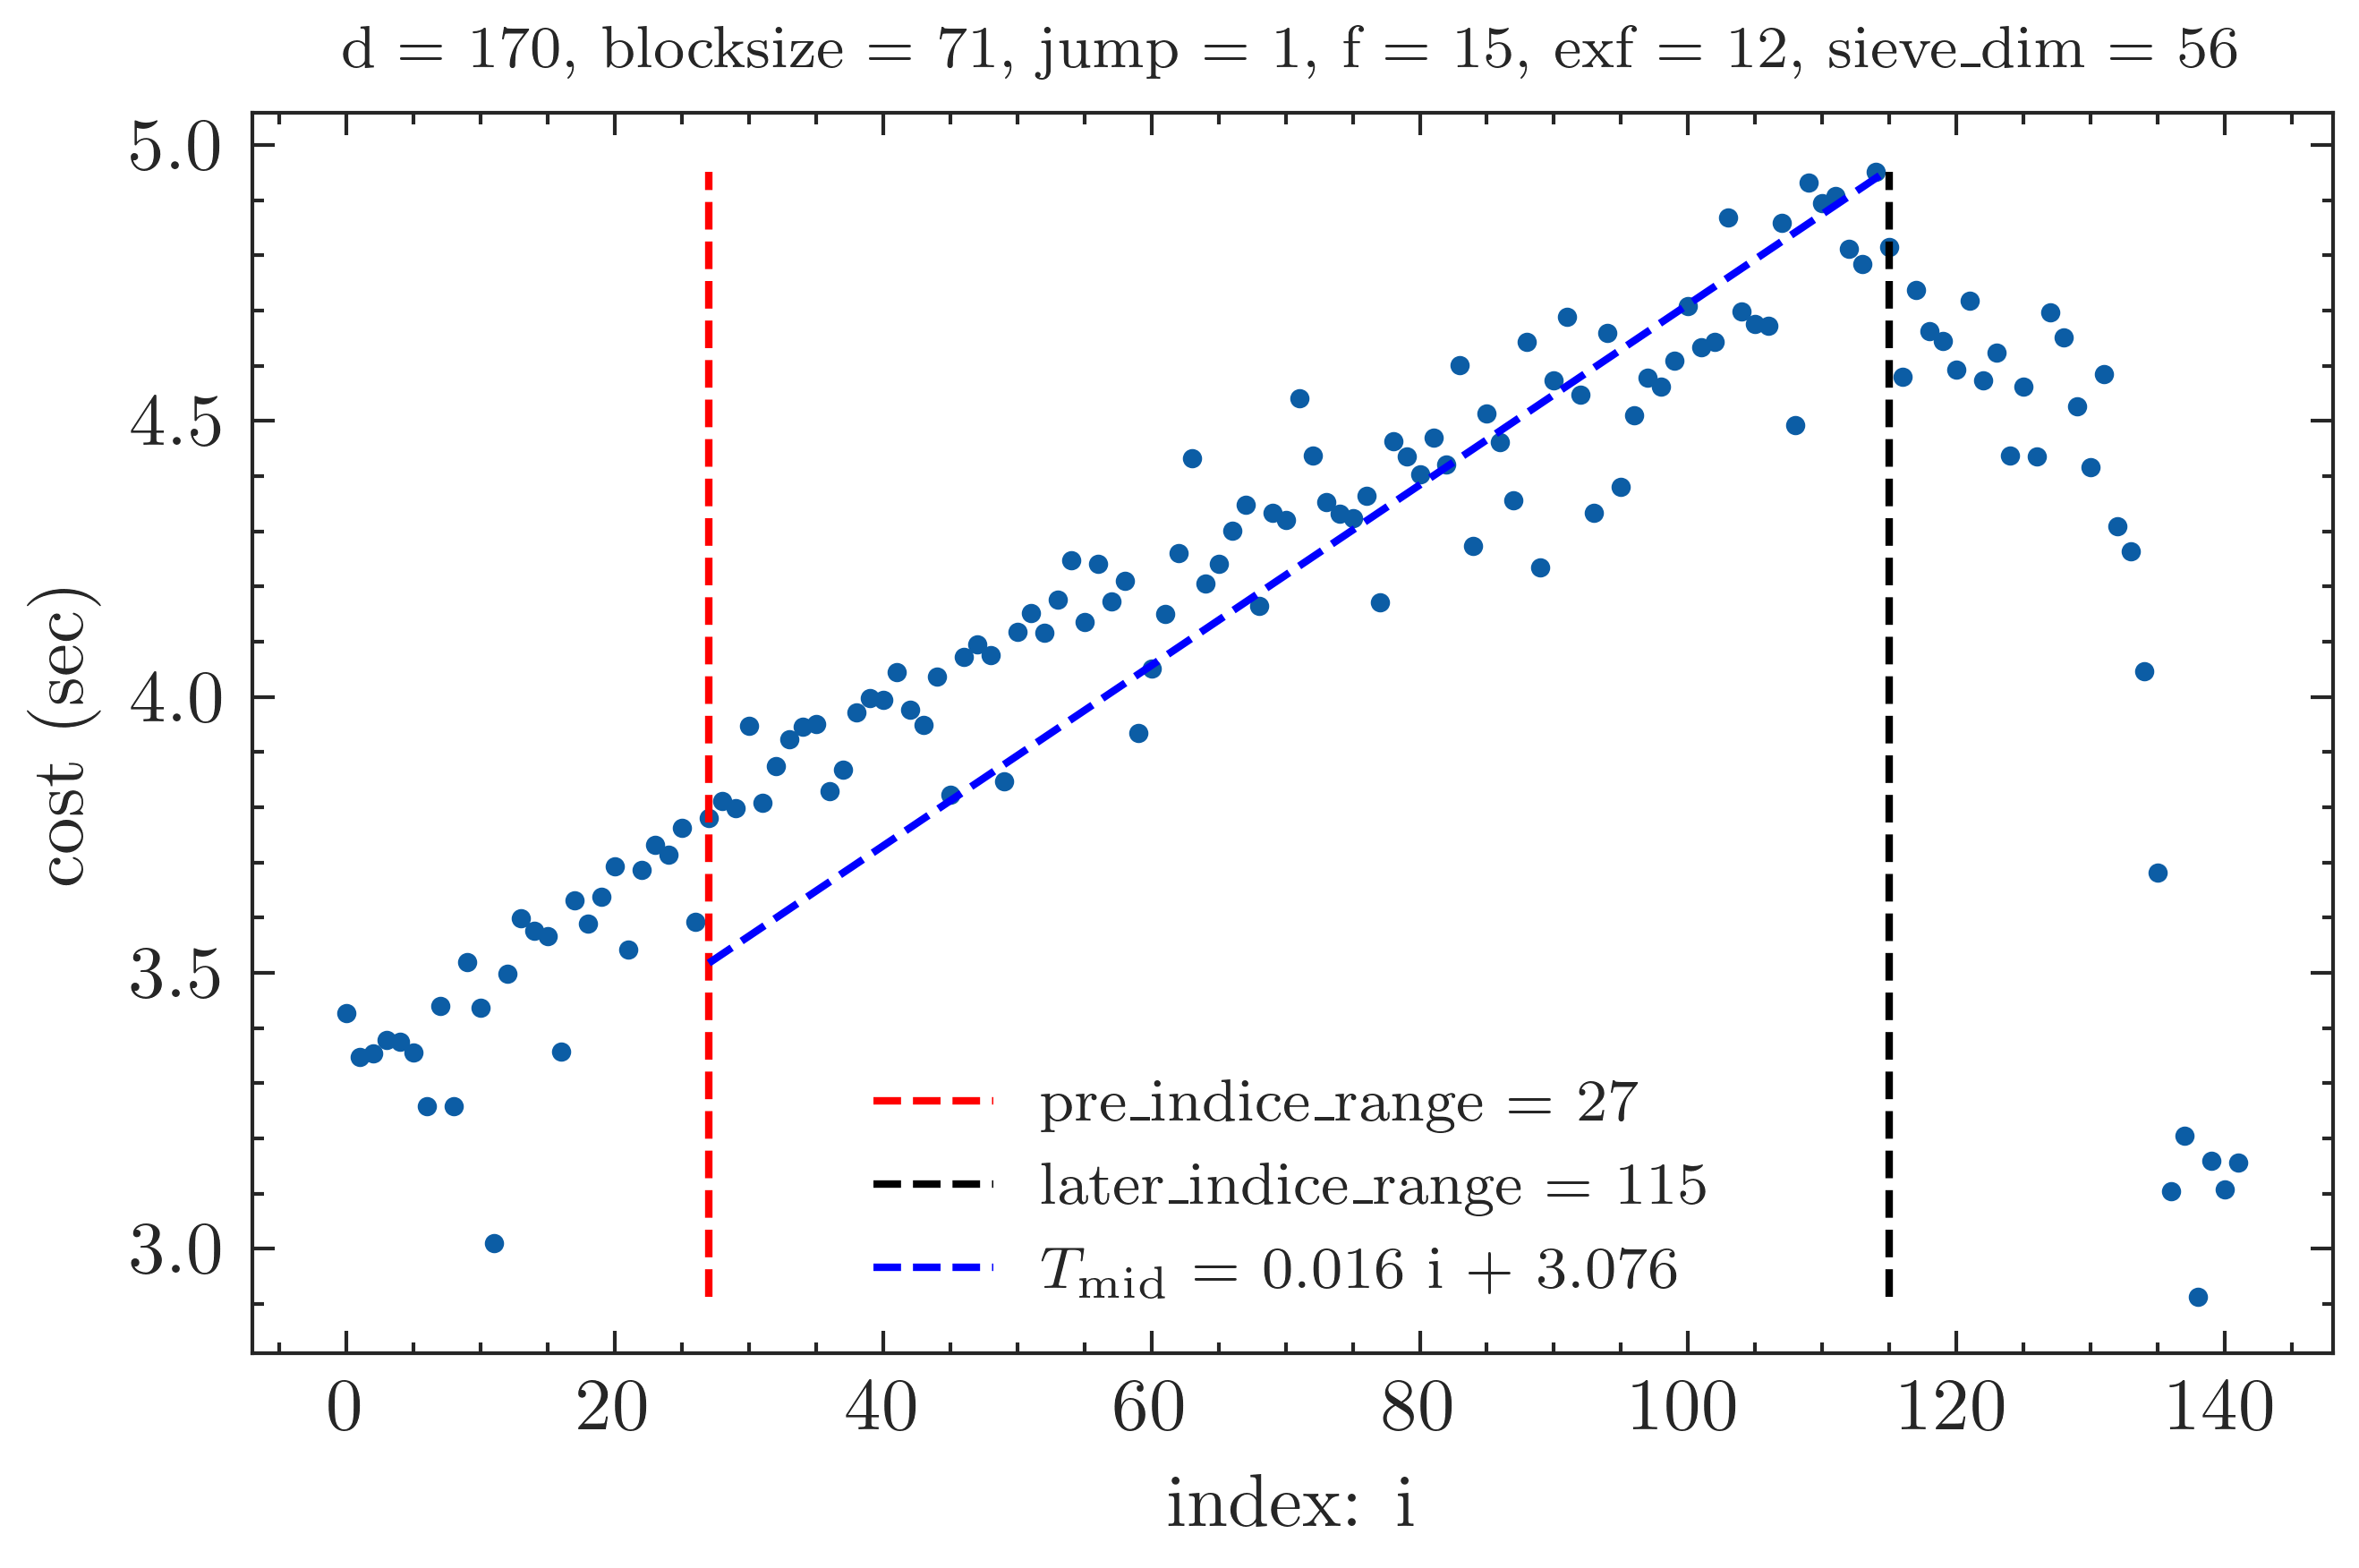 d = 170, blocksize = 71, jump = 1, f = 15, exf = 12, sieve_dim = 56
5.0
4.5
4.0
3.5
3.0
cost (sec)
pre_indice_range = 27
later_indice_range = 115
T_mid = 0.016 i + 3.076
0 20 40 60 80 100 120 140
index: i